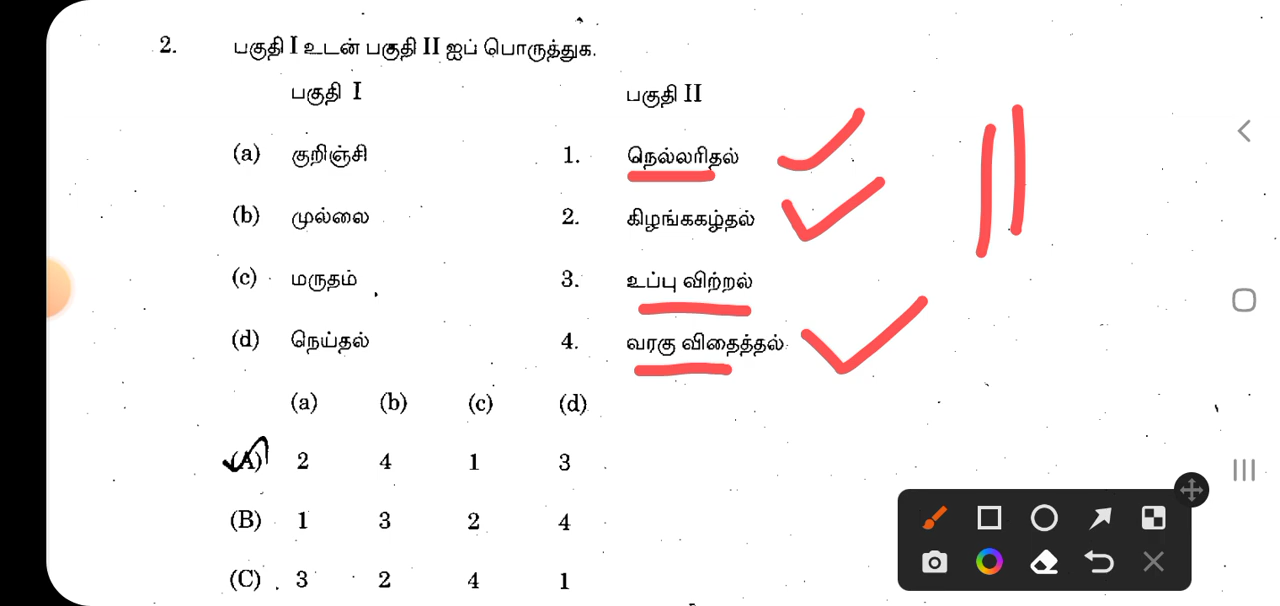 2. பகுதி I உடன் பகுதி II ஐப் பொருத்துக.
பகுதி I பகுதி II
(a) குறிஞ்சி 1. நெல்லரிதல்
(b) முல்லை 2. கிழங்ககழ்தல்
(c) மருதம் 3. உப்பு விற்றல்
(d) நெய்தல் 4. வரகு விதைத்தல்
(a) (b) (c) (d)
(A) 2 4 1 3
(B) 1 3 2 4
(C) 3 2 4 1